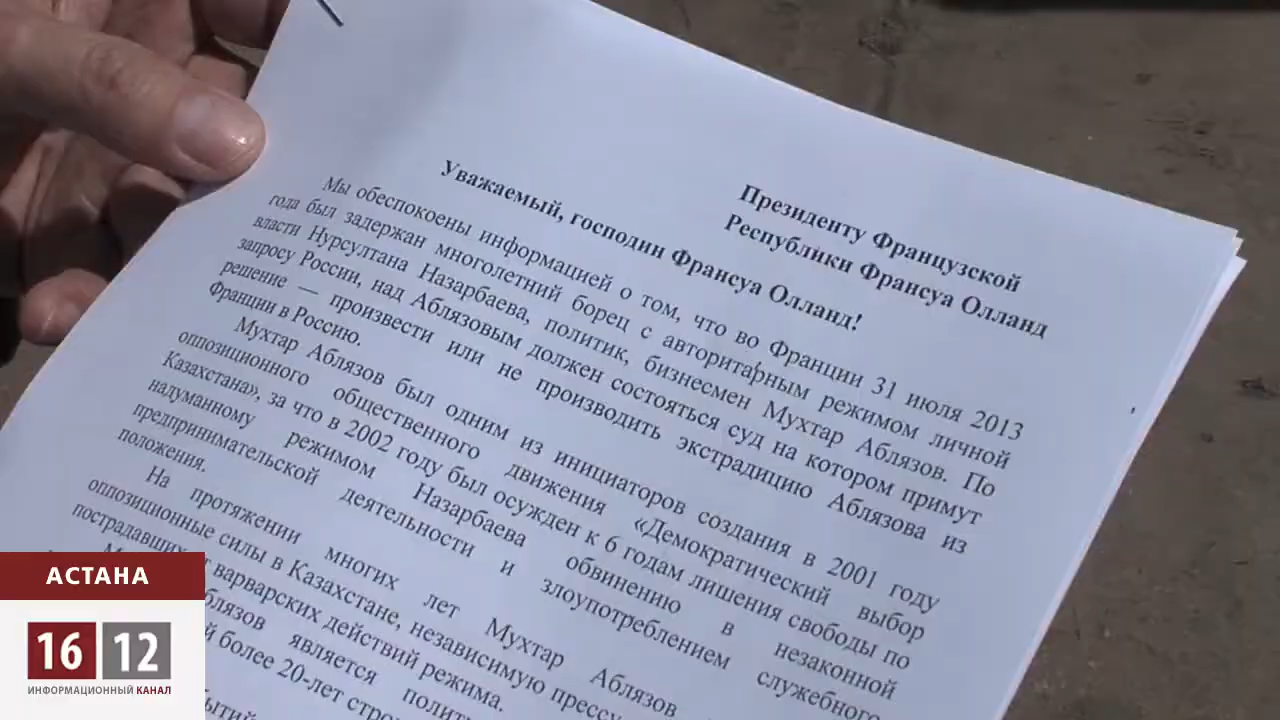 Президенту Французской
Республики Франсуа Олланд
Уважаемый, господин Франсуа Олланд!
Мы обеспокоены информацией о том, что во Франции 31 июля 2013
года был задержан многолетний борец с авторитарным режимом личной
власти Нурсултана Назарбаева, политик, бизнесмен Мухтар Аблязов. По
запросу России, над Аблязовым должен состояться суд на котором примут
решение — произвести или не производить экстрадицию Аблязова из
Франции в Россию.
Мухтар Аблязов был одним из инициаторов создания в 2001 году
оппозиционного общественного движения «Демократический выбор
Казахстана», за что в 2002 году был осужден к 6 годам лишения свободы по
надуманному режимом Назарбаева обвинению в незаконной
предпринимательской деятельности и злоупотреблением служебного
положения.
На протяжении многих лет Мухтар Аблязов
оппозиционные силы в Казахстане, независимую прессу
пострадавших от варварских действий режима.
Аблязов является
более 20-лет
АСТАНА
16 12
ИНФОРМАЦИОННЫЙ КАНАЛ